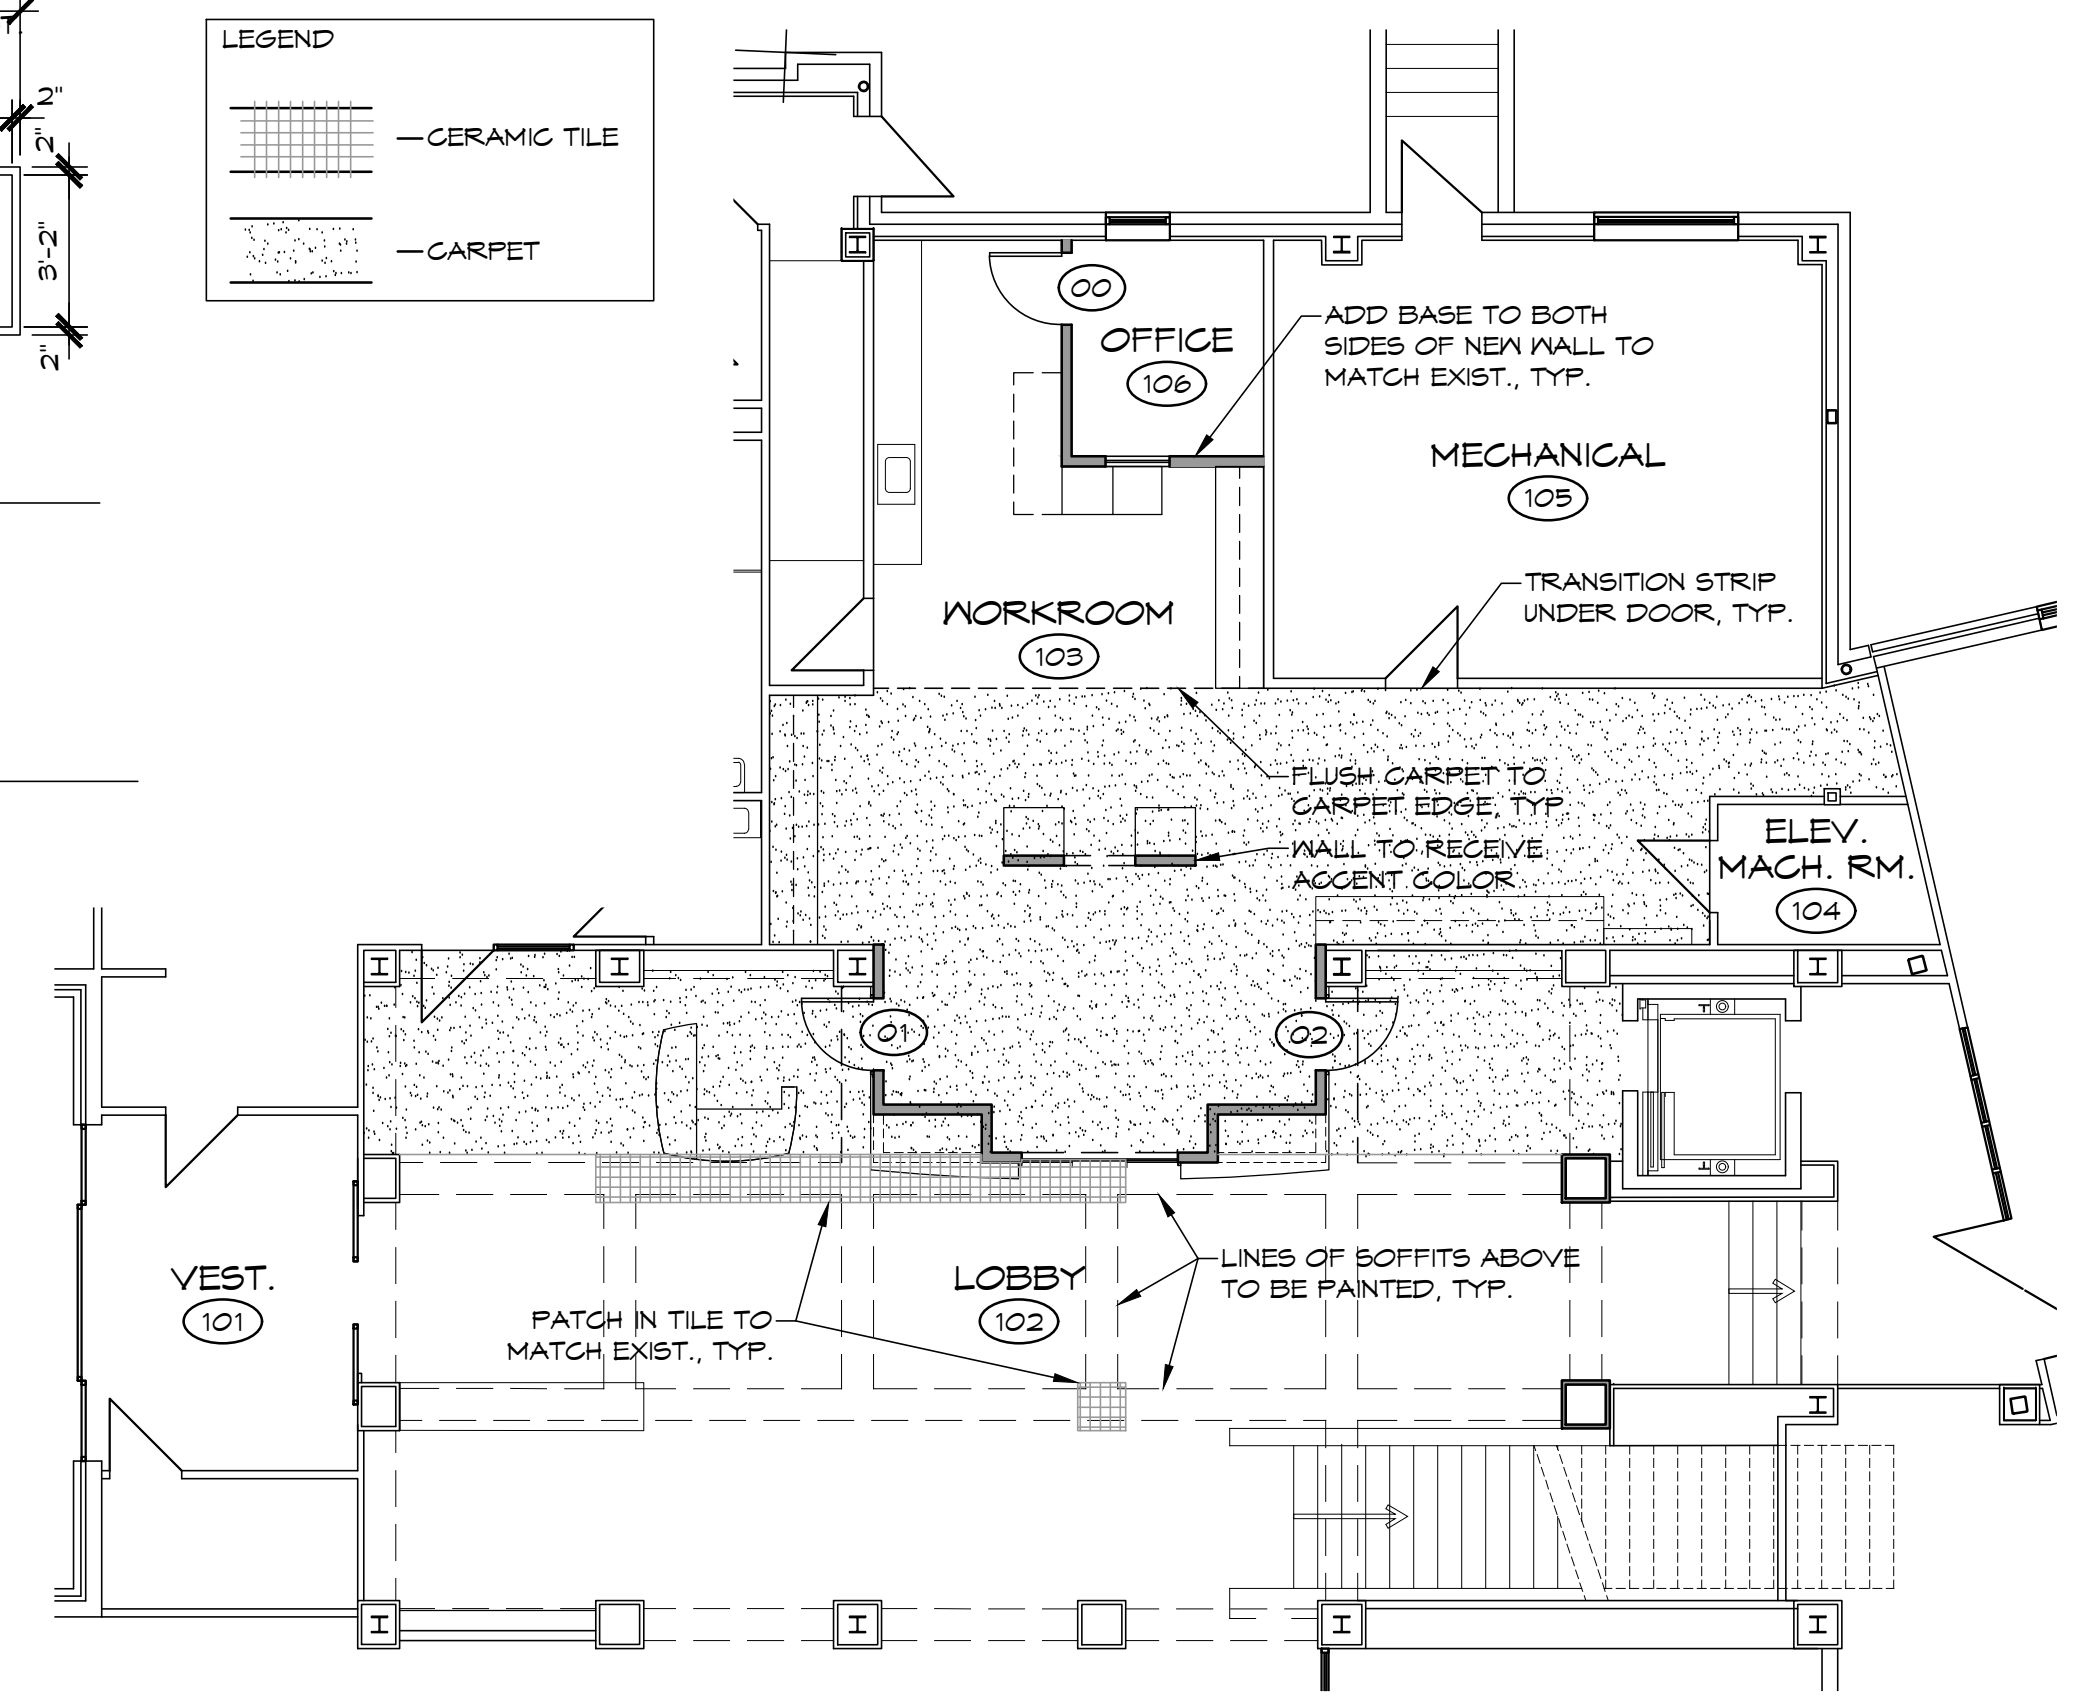 T.
2"
2"
3'-2"
2"
LEGEND
CERAMIC TILE
CARPET
00
OFFICE
106
ADD BASE TO BOTH
SIDES OF NEW WALL TO
MATCH EXIST., TYP.
MECHANICAL
105
TRANSITION STRIP
UNDER DOOR, TYP.
WORKROOM
103
FLUSH CARPET TO
CARPET EDGE, TYP.
WALL TO RECEIVE
ACCENT COLOR
ELEV.
MACH. RM.
104
01
02
VEST.
101
LOBBY
102
LINES OF SOFFITS ABOVE
TO BE PAINTED, TYP.
PATCH IN TILE TO
MATCH EXIST., TYP.